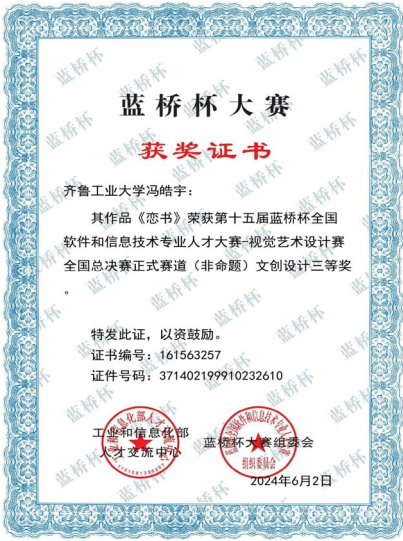 蓝桥杯大赛
获奖证书
齐鲁工业大学冯皓宇：
其作品《恋书》荣获第十五届蓝桥杯全国
软件和信息技术专业人才大赛-视觉艺术设计赛
全国总决赛正式赛道（非命题）文创设计三等奖
。
特发此证，以资鼓励。
证书编号：161563257
证件号码：371402199910232610
工业和信息化部
人才交流中心
蓝桥杯大赛组委会
组织委员会
2024年6月2日